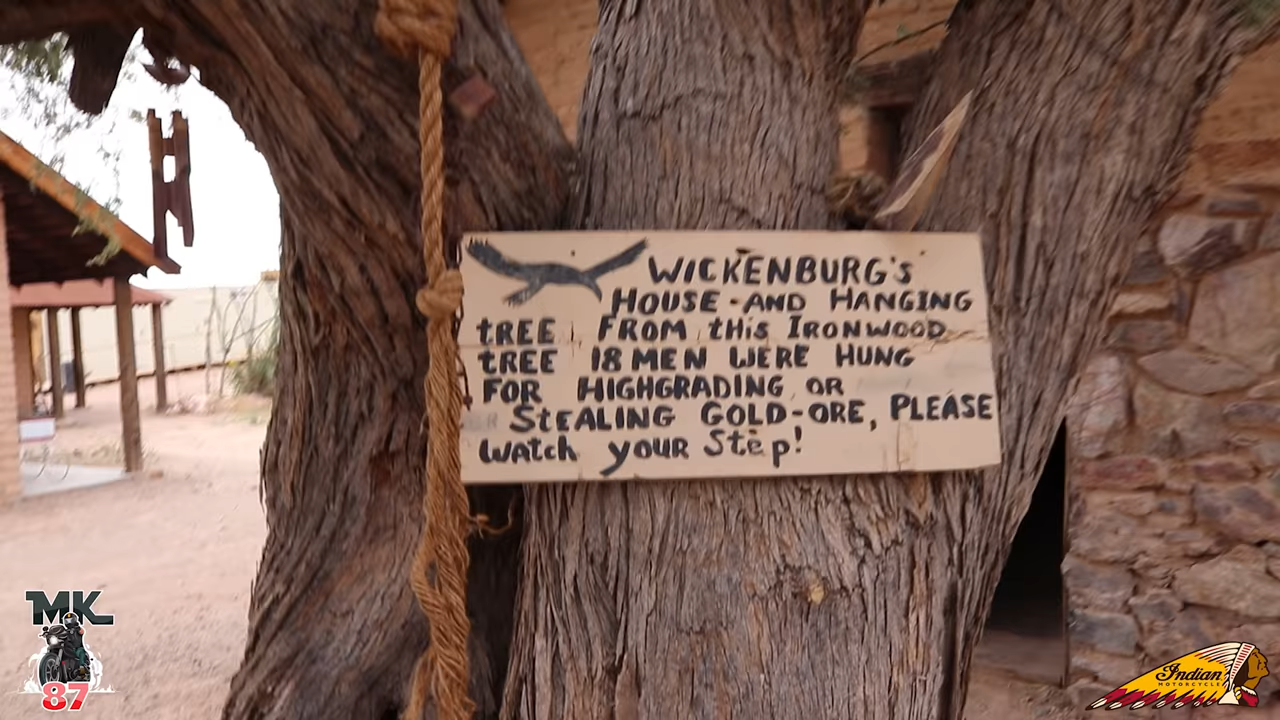 WICKENBURG'S
HOUSE-AND HANGING
tREE FROM tHis IRONWOOD
tREE 18 MEN WERE HUNG
FOR HIGHGRADING OR
STEALING GOLD-ORE, PLEASE
WAtch YOUR StEp!
MK
87
Indian
MOTORCYCLE